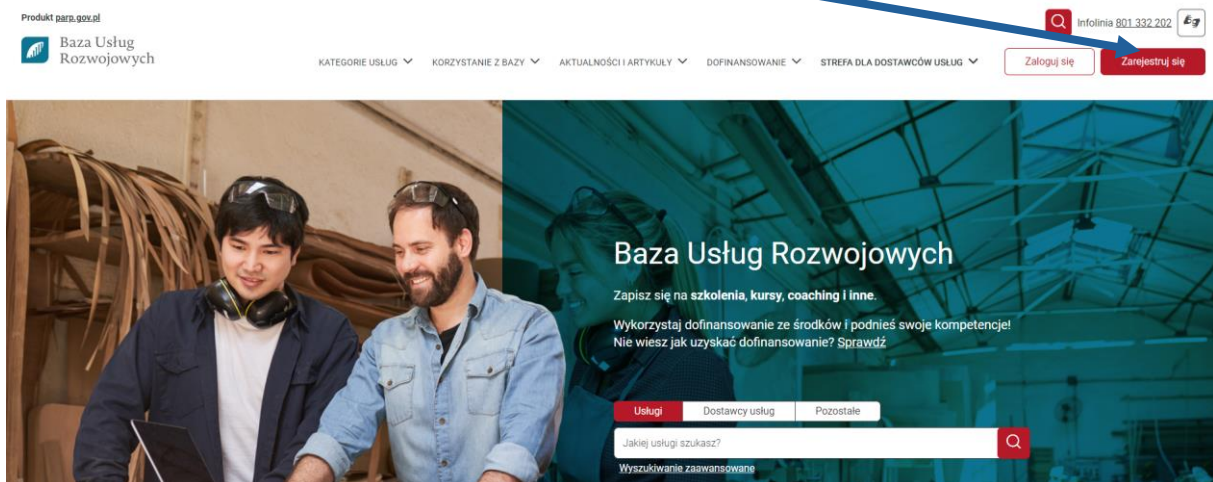 Produkt parp.gov.pl
Infolinia 801 332 202
Baza Usług
Rozwojowych
KATEGORIE USŁUG KORZYSTANIE Z BAZY AKTUALNOŚCI I ARTYKUŁY DOFINANSOWANIE STREFA DLA DOSTAWCÓW USŁUG Zaloguj się Zarejestruj się
Baza Usług Rozwojowych
Zapisz się na szkolenia, kursy, coaching i inne.
Wykorzystaj dofinansowanie ze środków i podnieś swoje kompetencje!
Nie wiesz jak uzyskać dofinansowanie? Sprawdź
Usługi Dostawcy usług Pozostałe
Jakiej usługi szukasz?
Wyszukiwanie zaawansowane